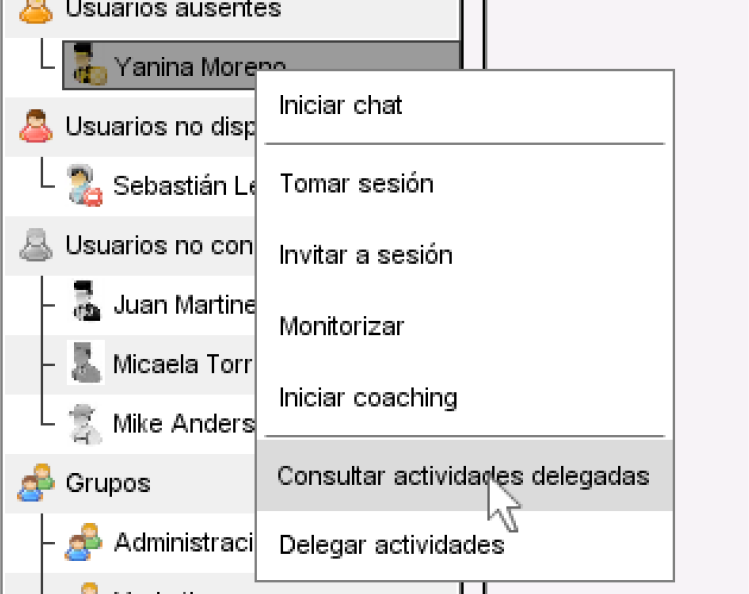 Usuarios ausentes
Yanina Moreno
Iniciar chat
Usuarios no disp
Tomar sesión
Sebastián Le
Usuarios no con
Invitar a sesión
Juan Martine
Monitorizar
Micaela Torr
Iniciar coaching
Mike Anders
Consultar actividades delegadas
Grupos
Administraci
Delegar actividades